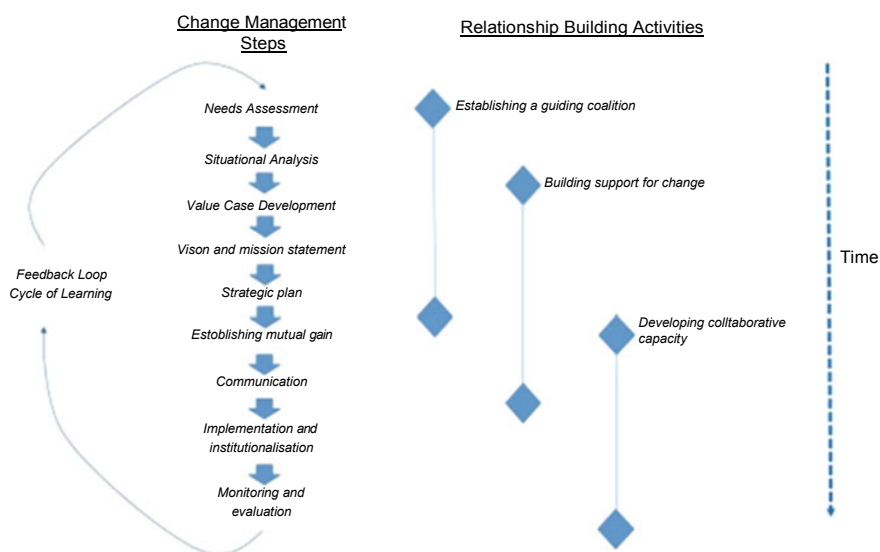 Change Management
Steps
Relationship Building Activities
Needs Assessment
Establishing a guiding coalition
Situational Analysis
Building support for change
Value Case Development
Vison and mission statement
Feedback Loop
Cycle of Learning
Time
Strategic plan
Establishing mutual gain
Developing colltaborative
capacity
Communication
Implementation and
institutionalisation
Monitoring and
evaluation